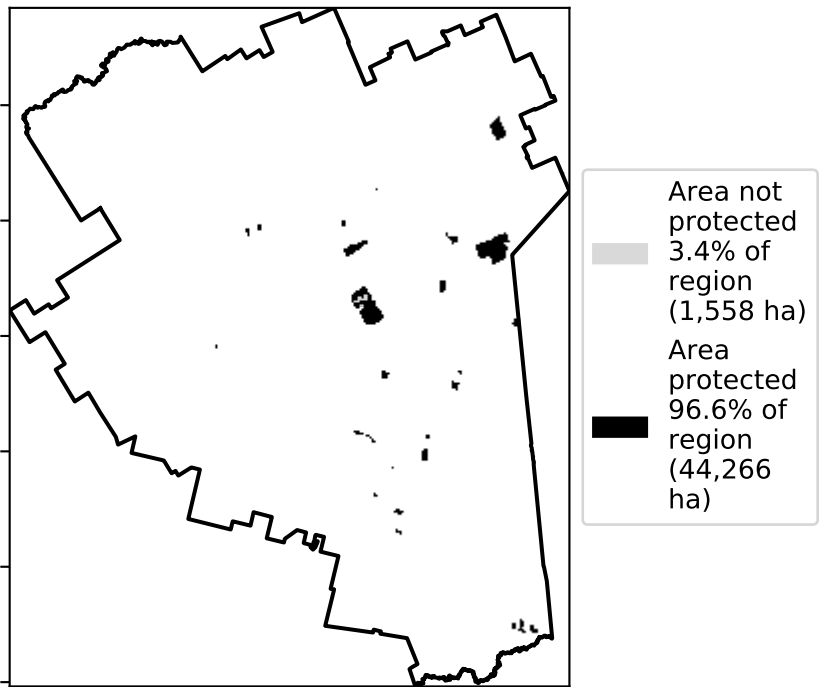 Area not
protected
3.4% of
region
(1,558 ha)
Area
protected
96.6% of
region
(44,266
ha)